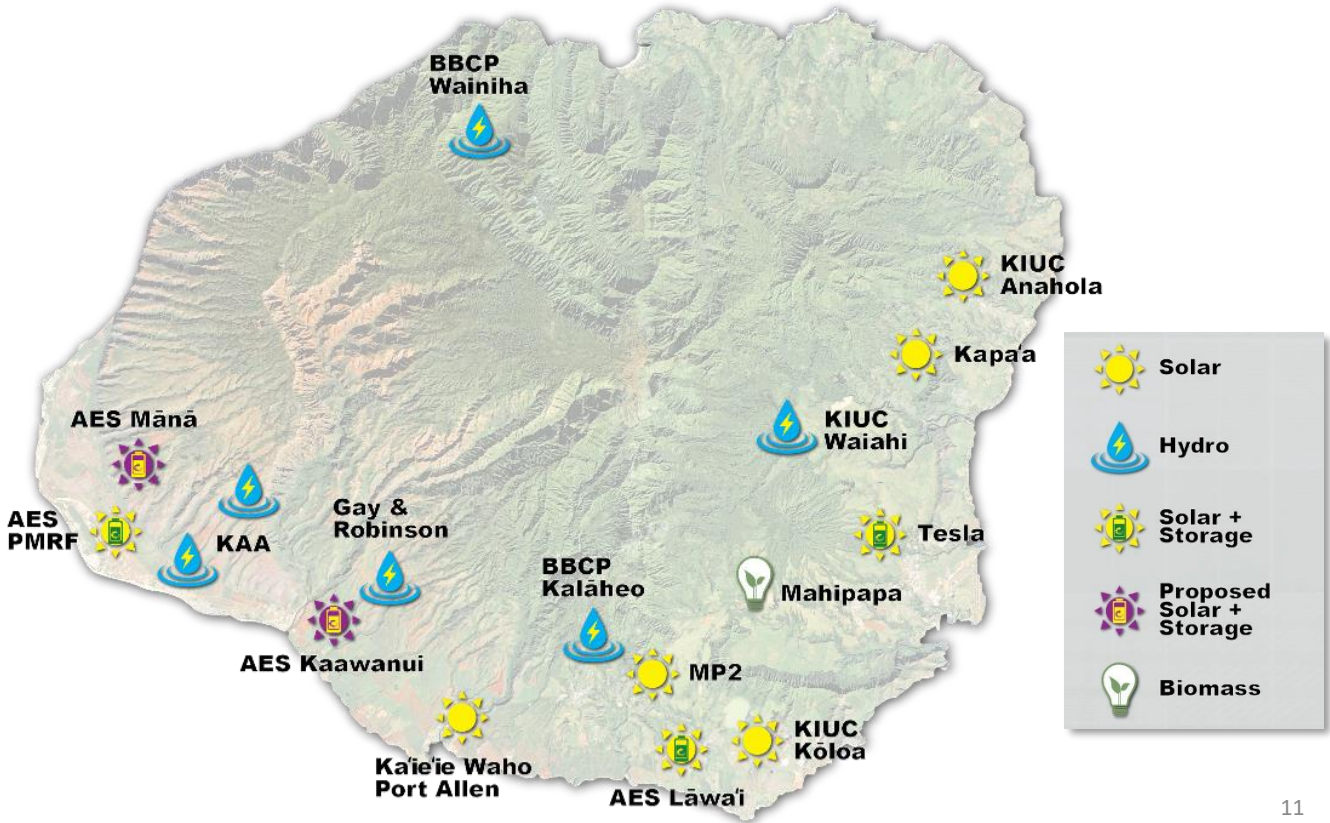 BBCP
Wainiha
KIUC
Anahola
Kapa'a
AES Mānā
KIUC
Waiahi
Gay &
Robinson
AES
PMRF
KAA
Tesla
BBCP
Kalāheo
Mahipapa
AES Kaawanui
MP2
KIUC
Kōloa
Ka'ie'ie Waho
Port Allen
AES Lāwa'i
Solar
Hydro
Solar +
Storage
Proposed
Solar +
Storage
Biomass
11